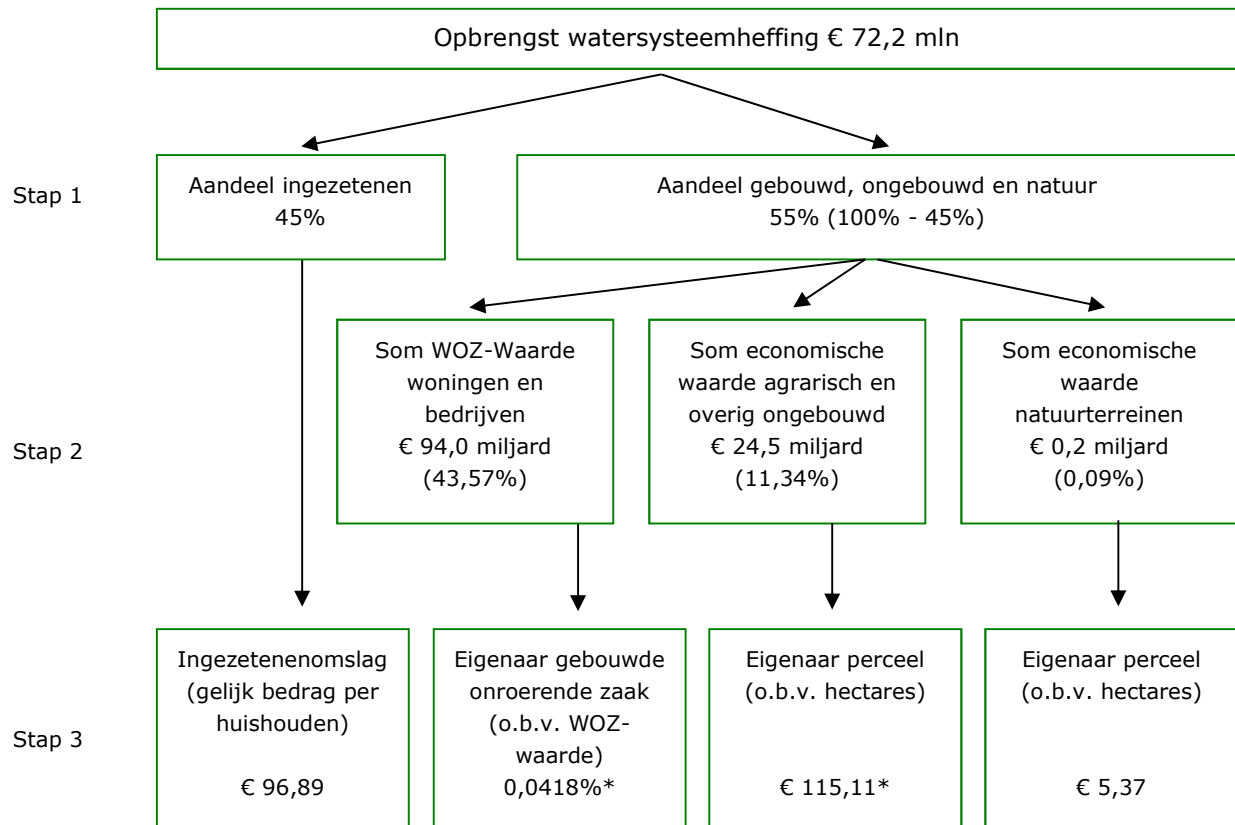 Opbrengst watersysteemheffing € 72,2 mln
Stap 1
Aandeel ingezetenen
45%
Aandeel gebouwd, ongebouwd en natuur
55% (100% - 45%)
Stap 2
Som WOZ-Waarde
woningen en
bedrijven
€ 94,0 miljard
(43,57%)
Som economische
waarde agrarisch en
overig ongebouwd
€ 24,5 miljard
(11,34%)
Som economische
waarde
natuurterreinen
€ 0,2 miljard
(0,09%)
Stap 3
Ingezetenenomslag
(gelijk bedrag per
huishouden)
€ 96,89
Eigenaar gebouwde
onroerende zaak
(o.b.v. WOZ-
waarde)
0,0418%*
Eigenaar perceel
(o.b.v. hectares)
€ 115,11*
Eigenaar perceel
(o.b.v. hectares)
€ 5,37